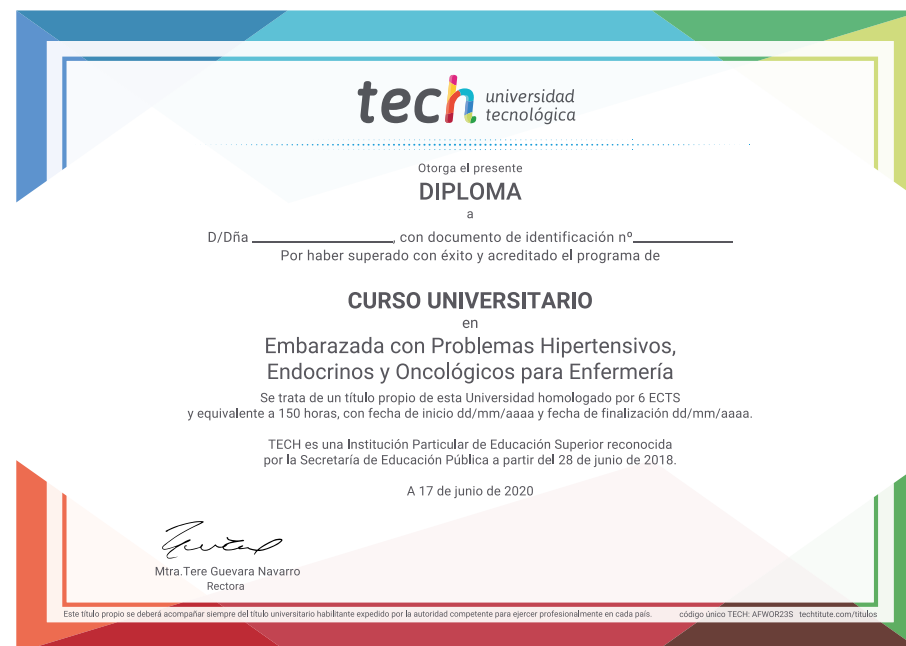 tech universidad
tecnológica
Otorga el presente
DIPLOMA
a
D/Dña ____________________, con documento de identificación nº______________
Por haber superado con éxito y acreditado el programa de
CURSO UNIVERSITARIO
en
Embarazada con Problemas Hipertensivos,
Endocrinos y Oncológicos para Enfermería
Se trata de un título propio de esta Universidad homologado por 6 ECTS
y equivalente a 150 horas, con fecha de inicio dd/mm/aaaa y fecha de finalización dd/mm/aaaa.
TECH es una Institución Particular de Educación Superior reconocida
por la Secretaría de Educación Pública a partir del 28 de junio de 2018.
A 17 de junio de 2020
Mtra.Tere Guevara Navarro
Rectora
Este título propio se deberá acompañar siempre del título universitario habilitante expedido por la autoridad competente para ejercer profesionalmente en cada país. código único TECH: AFWOR23S techtitute.com/titulos